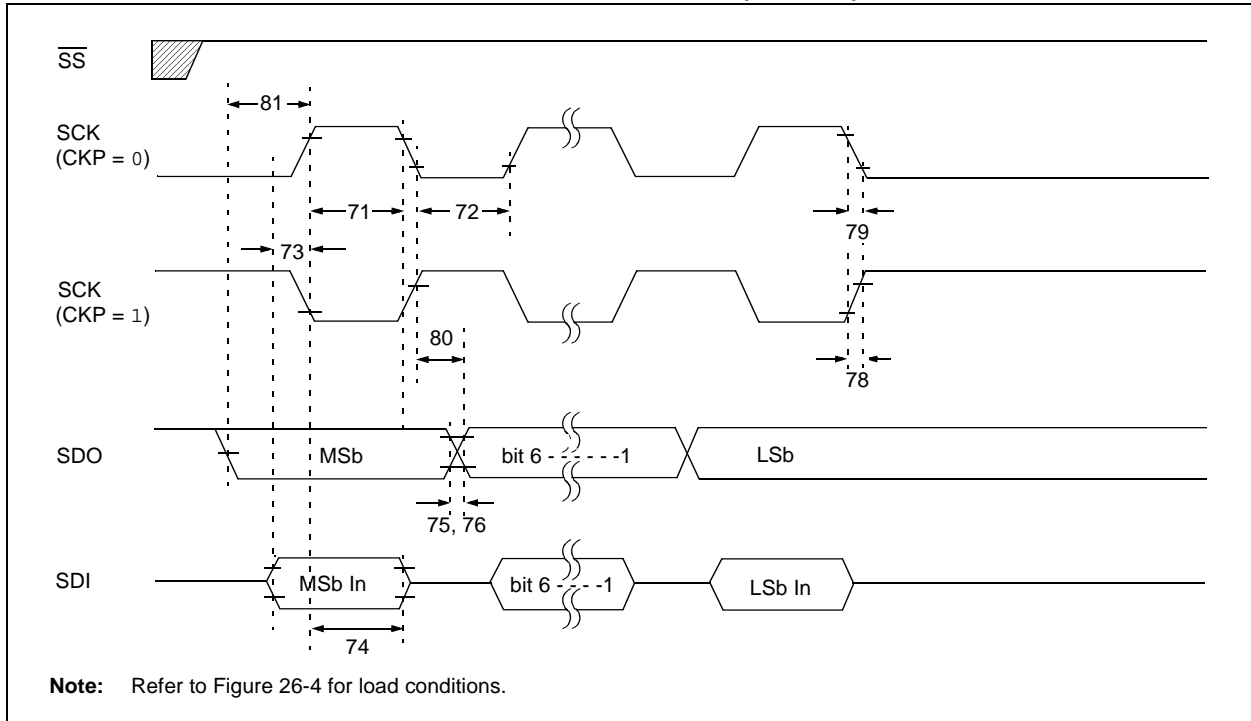 SS
81
SCK
(CKP = 0)
71
72
79
73
SCK
(CKP = 1)
80
78
SDO
MSb
bit 6 - - - - - - -1
LSb
75, 76
SDI
MSb In
bit 6 - - - - -1
LSb In
74
Note: Refer to Figure 26-4 for load conditions.